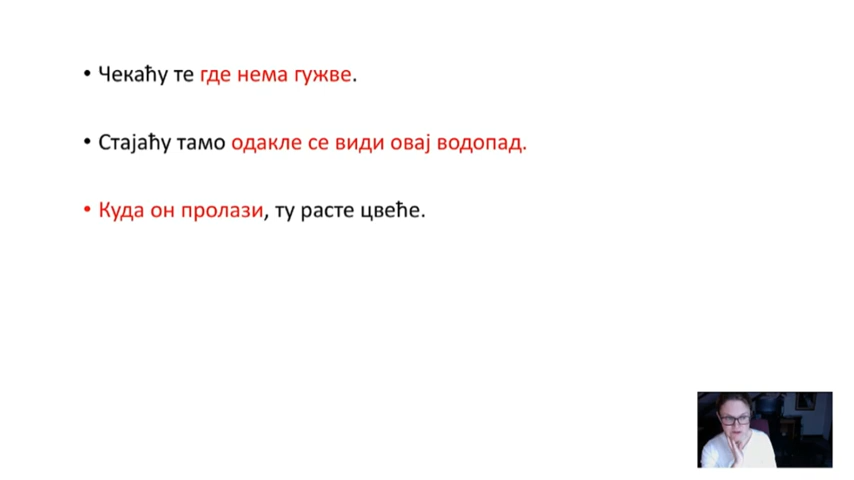 • Чекаћу те где нема гужве.
• Стајаћу тамо одакле се види овај водопад.
• Куда он пролази, ту расте цвеће.